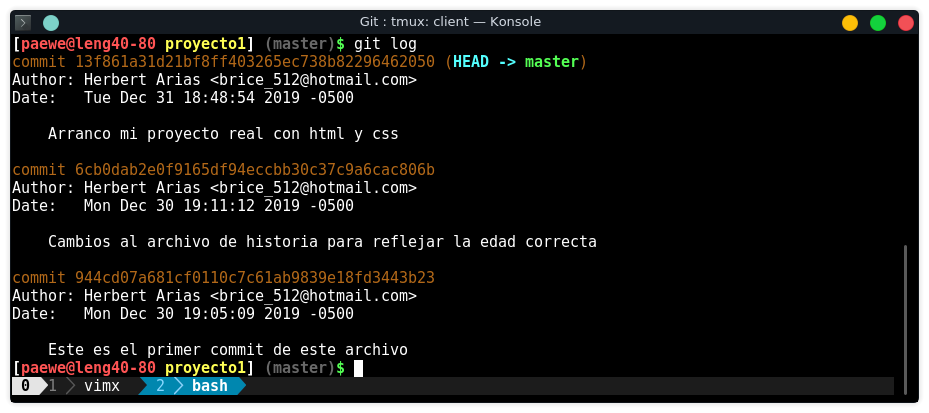 Git : tmux: client — Konsole
[paewe@leng40-80 proyecto1] (master)$ git log
commit 13f861a31d21bf8ff403265ec738b82296462050 (HEAD -> master)
Author: Herbert Arias <brice_512@hotmail.com>
Date:   Tue Dec 31 18:48:54 2019 -0500
    Arranco mi proyecto real con html y css
commit 6cb0dab2e0f9165df94eccbb30c37c9a6cac806b
Author: Herbert Arias <brice_512@hotmail.com>
Date:   Mon Dec 30 19:11:12 2019 -0500
    Cambios al archivo de historia para reflejar la edad correcta
commit 944cd07a681cf0110c7c61ab9839e18fd3443b23
Author: Herbert Arias <brice_512@hotmail.com>
Date:   Mon Dec 30 19:05:09 2019 -0500
    Este es el primer commit de este archivo
[paewe@leng40-80 proyecto1] (master)$
0 1 vimx 2 bash